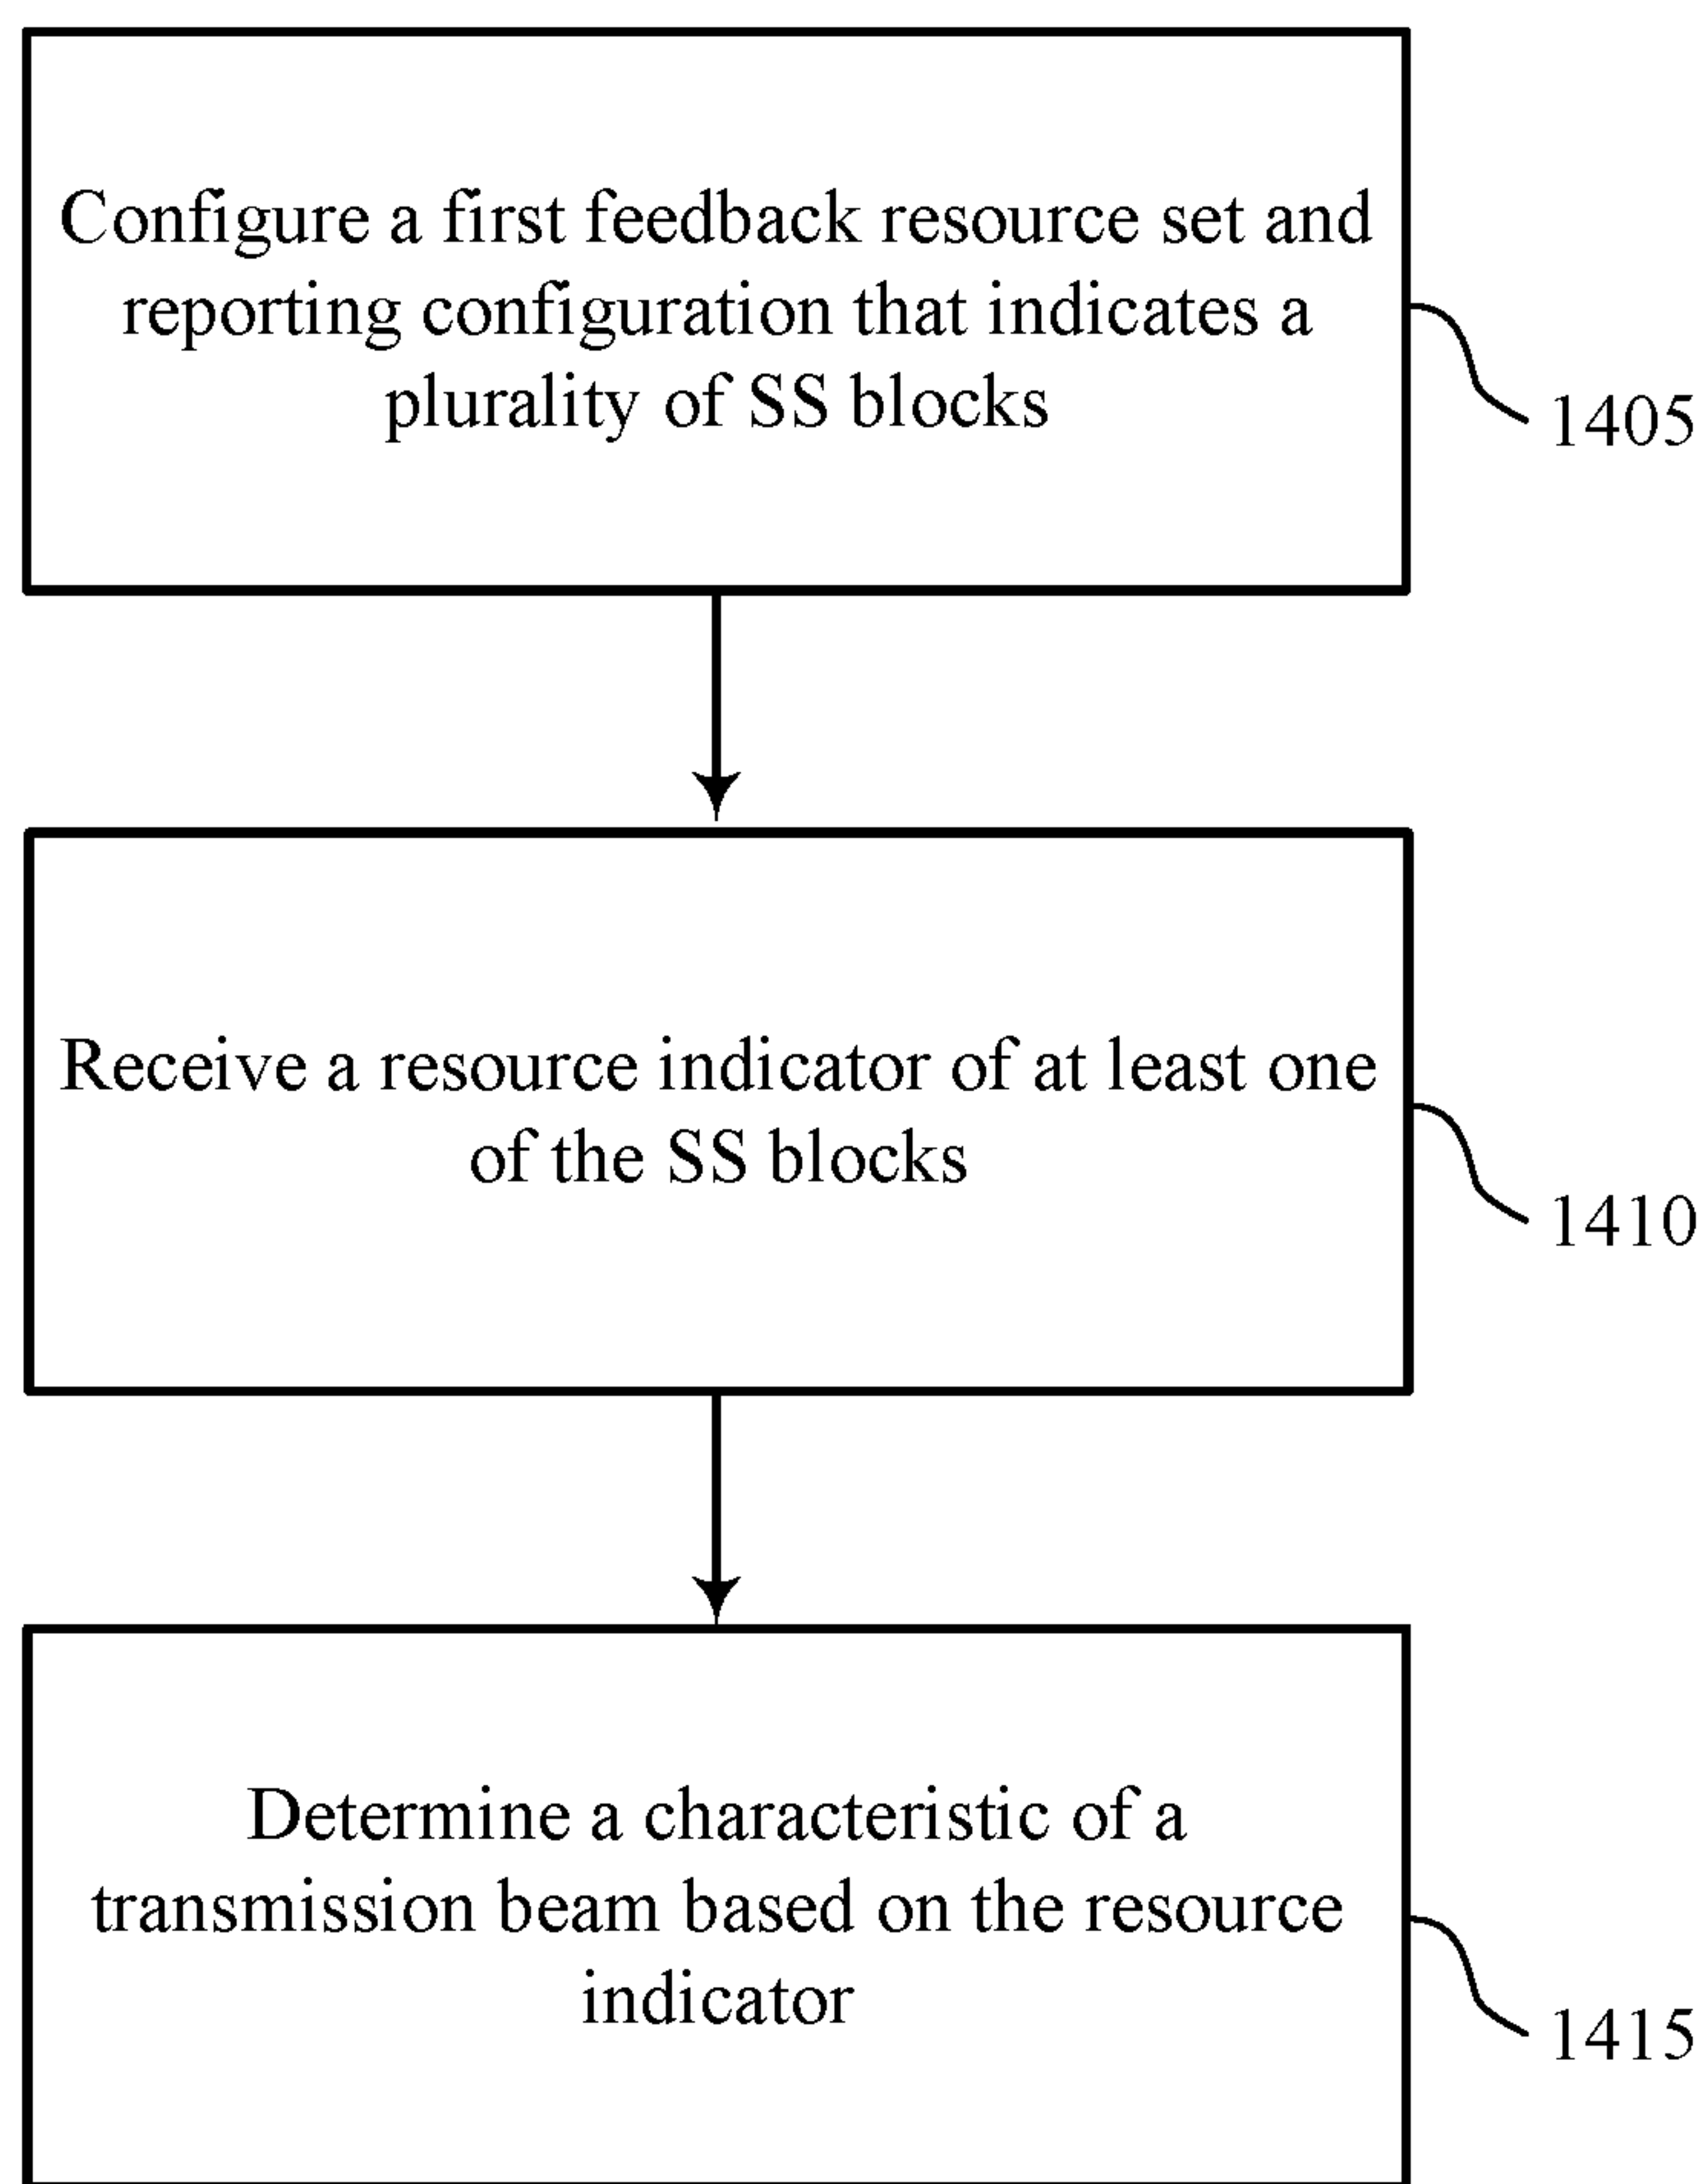 Configure a first feedback resource set and
reporting configuration that indicates a
plurality of SS blocks
1405
Receive a resource indicator of at least one
of the SS blocks
1410
Determine a characteristic of a
transmission beam based on the resource
indicator
1415